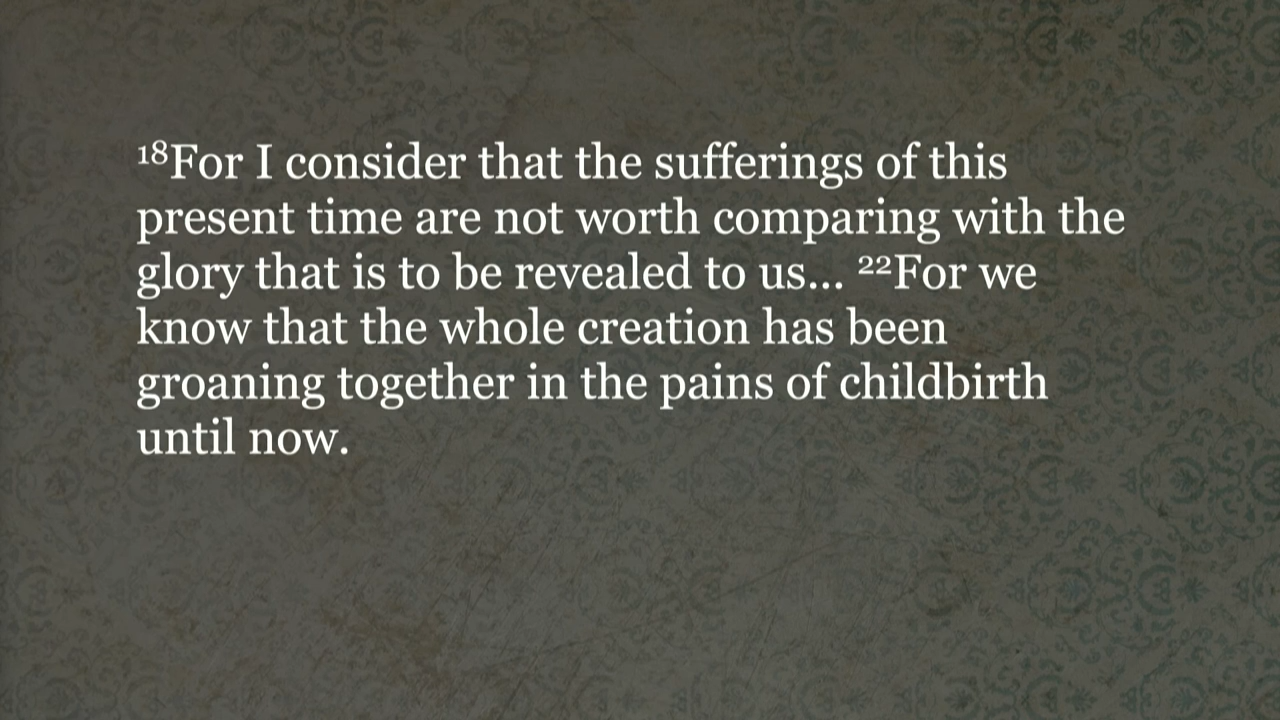 ¹⁸For I consider that the sufferings of this
present time are not worth comparing with the
glory that is to be revealed to us... ²²For we
know that the whole creation has been
groaning together in the pains of childbirth
until now.